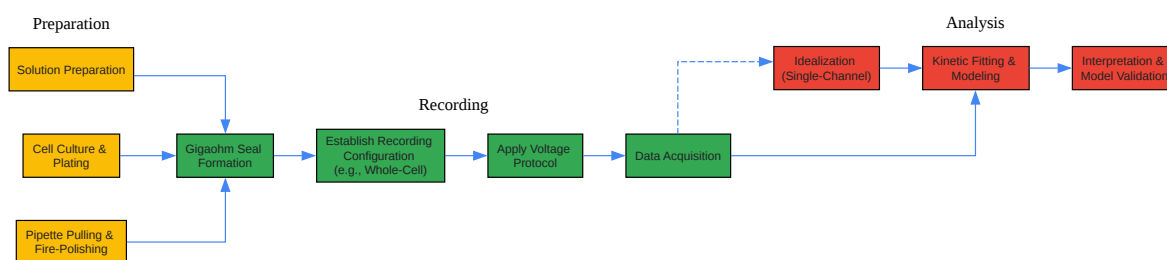 Preparation
Solution Preparation
Cell Culture &
Plating
Pipette Pulling &
Fire-Polishing
Recording
Gigaohm Seal
Formation
Establish Recording
Configuration
(e.g., Whole-Cell)
Apply Voltage
Protocol
Data Acquisition
Analysis
Idealization
(Single-Channel)
Kinetic Fitting &
Modeling
Interpretation &
Model Validation